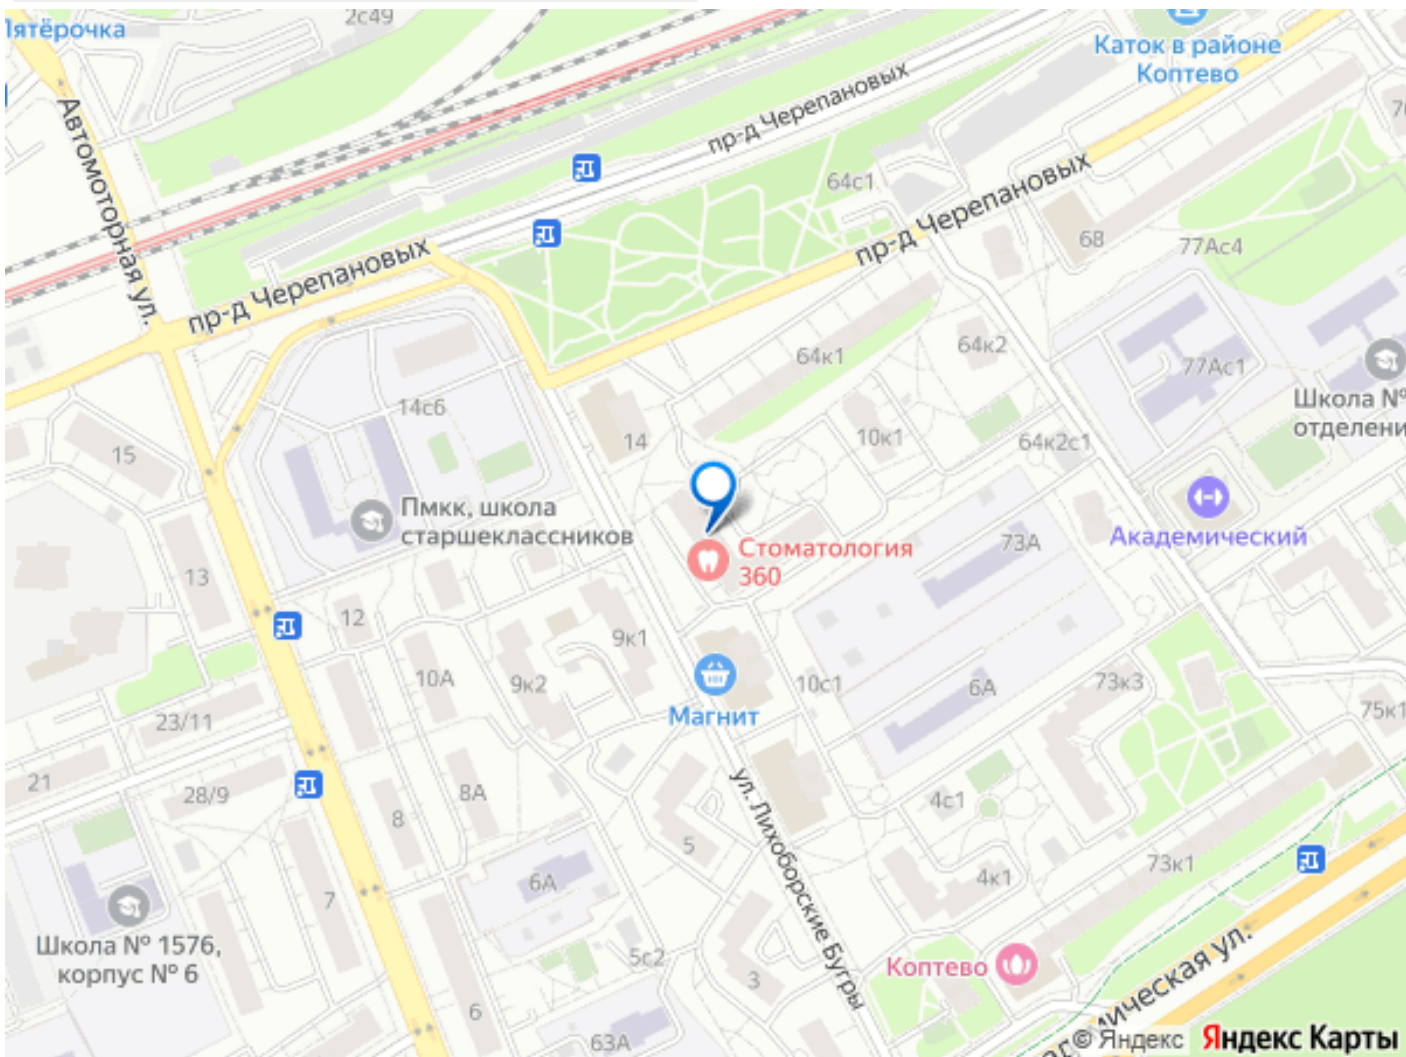 Пятёрочка
2с49
Каток в районе
Коптево
Автомоторная ул.
пр-д Черепановых
64с1
пр-д Черепановых
6В
77Ас4
пр-д Черепановых
64к1
64к2
77Ас1
Школа №
отделени
14с6
14
10к1
64к2с1
15
Пмкк, школа
старшеклассников
Академический
Стоматология
360
73А
13
12
9к1
10А
9к2
10с1
6А
73к3
75к1
23/11
Магнит
21
28/9
8А
8
ул. Лихоборские Бугры
4с1
5
73к1
6А
4к1
7
Школа № 1576,
корпус № 6
5с2
3
Коптево
6
63А
мическая ул.
© Яндекс Яндекс Карты